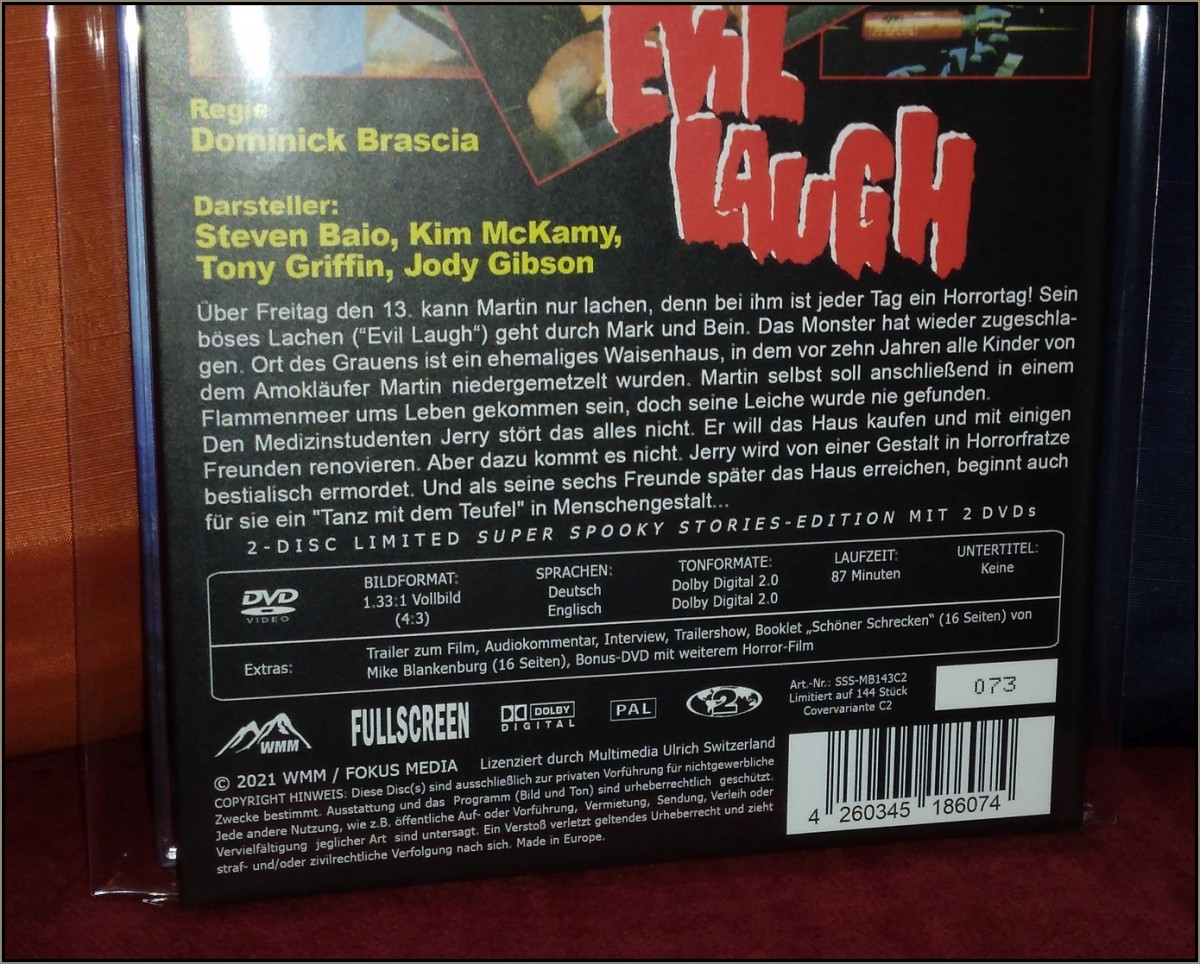 EVIL
LAUGH
Regie
Dominick Brascia
Darsteller:
Steven Baio, Kim McKamy,
Tony Griffin, Jody Gibson
Über Freitag den 13. kann Martin nur lachen, denn bei ihm ist jeder Tag ein Horrortag! Sein
böses Lachen (“Evil Laugh“) geht durch Mark und Bein. Das Monster hat wieder zugeschla-
gen. Ort des Grauens ist ein ehemaliges Waisenhaus, in dem vor zehn Jahren alle Kinder von
dem Amokläufer Martin niedergemetzelt wurden. Martin selbst soll anschließend in einem
Flammenmeer ums Leben gekommen sein, doch seine Leiche wurde nie gefunden.
Den Medizinstudenten Jerry stört das alles nicht. Er will das Haus kaufen und mit einigen
Freunden renovieren. Aber dazu kommt es nicht. Jerry wird von einer Gestalt in Horrorfratze
bestialisch ermordet. Und als seine sechs Freunde später das Haus erreichen, beginnt auch
für sie ein "Tanz mit dem Teufel" in Menschengestalt...
2-DISC LIMITED SUPER SPOOKY STORIES-EDITION MIT 2 DVDs
DVD
VIDEO
BILDFORMAT:
1.33:1 Vollbild
(4:3)
SPRACHEN:
Deutsch
Englisch
TONFORMATE:
Dolby Digital 2.0
Dolby Digital 2.0
LAUFZEIT:
87 Minuten
UNTERTITEL:
Keine
Extras:
Trailer zum Film, Audiokommentar, Interview, Trailershow, Booklet „Schöner Schrecken“ (16 Seiten) von
Mike Blankenburg (16 Seiten), Bonus-DVD mit weiterem Horror-Film
WMM
FULLSCREEN
DOLBY
DIGITAL
PAL
2
Art.-Nr.: SSS-MB143C2
Limitiert auf 144 Stück
Covervariante C2
073
© 2021 WMM / FOKUS MEDIA
Lizenziert durch Multimedia Ulrich Switzerland
COPYRIGHT HINWEIS: Diese Disc(s) sind ausschließlich zur privaten Vorführung für nichtgewerbliche
Zwecke bestimmt. Ausstattung und das Programm (Bild und Ton) sind urheberrechtlich geschützt.
Jede andere Nutzung, wie z.B. öffentliche Auf- oder Vorführung, Vermietung, Sendung, Verleih oder
Vervielfältigung jeglicher Art sind untersagt. Ein Verstoß verletzt geltendes Urheberrecht und zieht
straf- und/oder zivilrechtliche Verfolgung nach sich. Made in Europe.
4 260345 186074